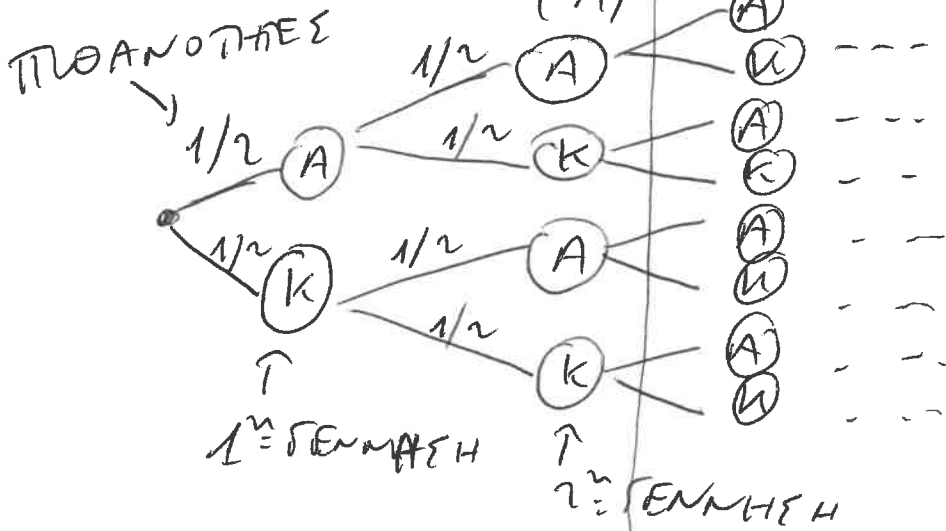 ΠΙΘΑΝΟΤΗΤΕΣ
1/2 A 1/2 A A
K
1/2 K A
K
1/2 K 1/2 A A
K
1/2 K A
K
1η ΓΕΝΝΗΣΗ
2η ΓΕΝΝΗΣΗ